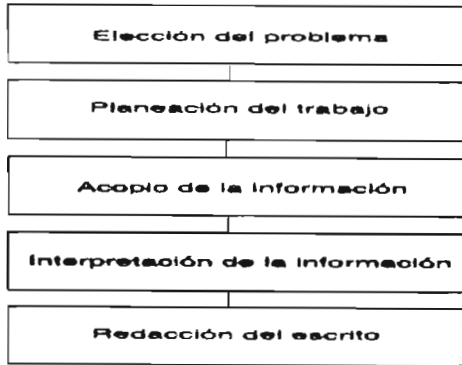 Elección del problema
Planeación del trabajo
Acopio de la información
Interpretación de la información
Redacción del escrito